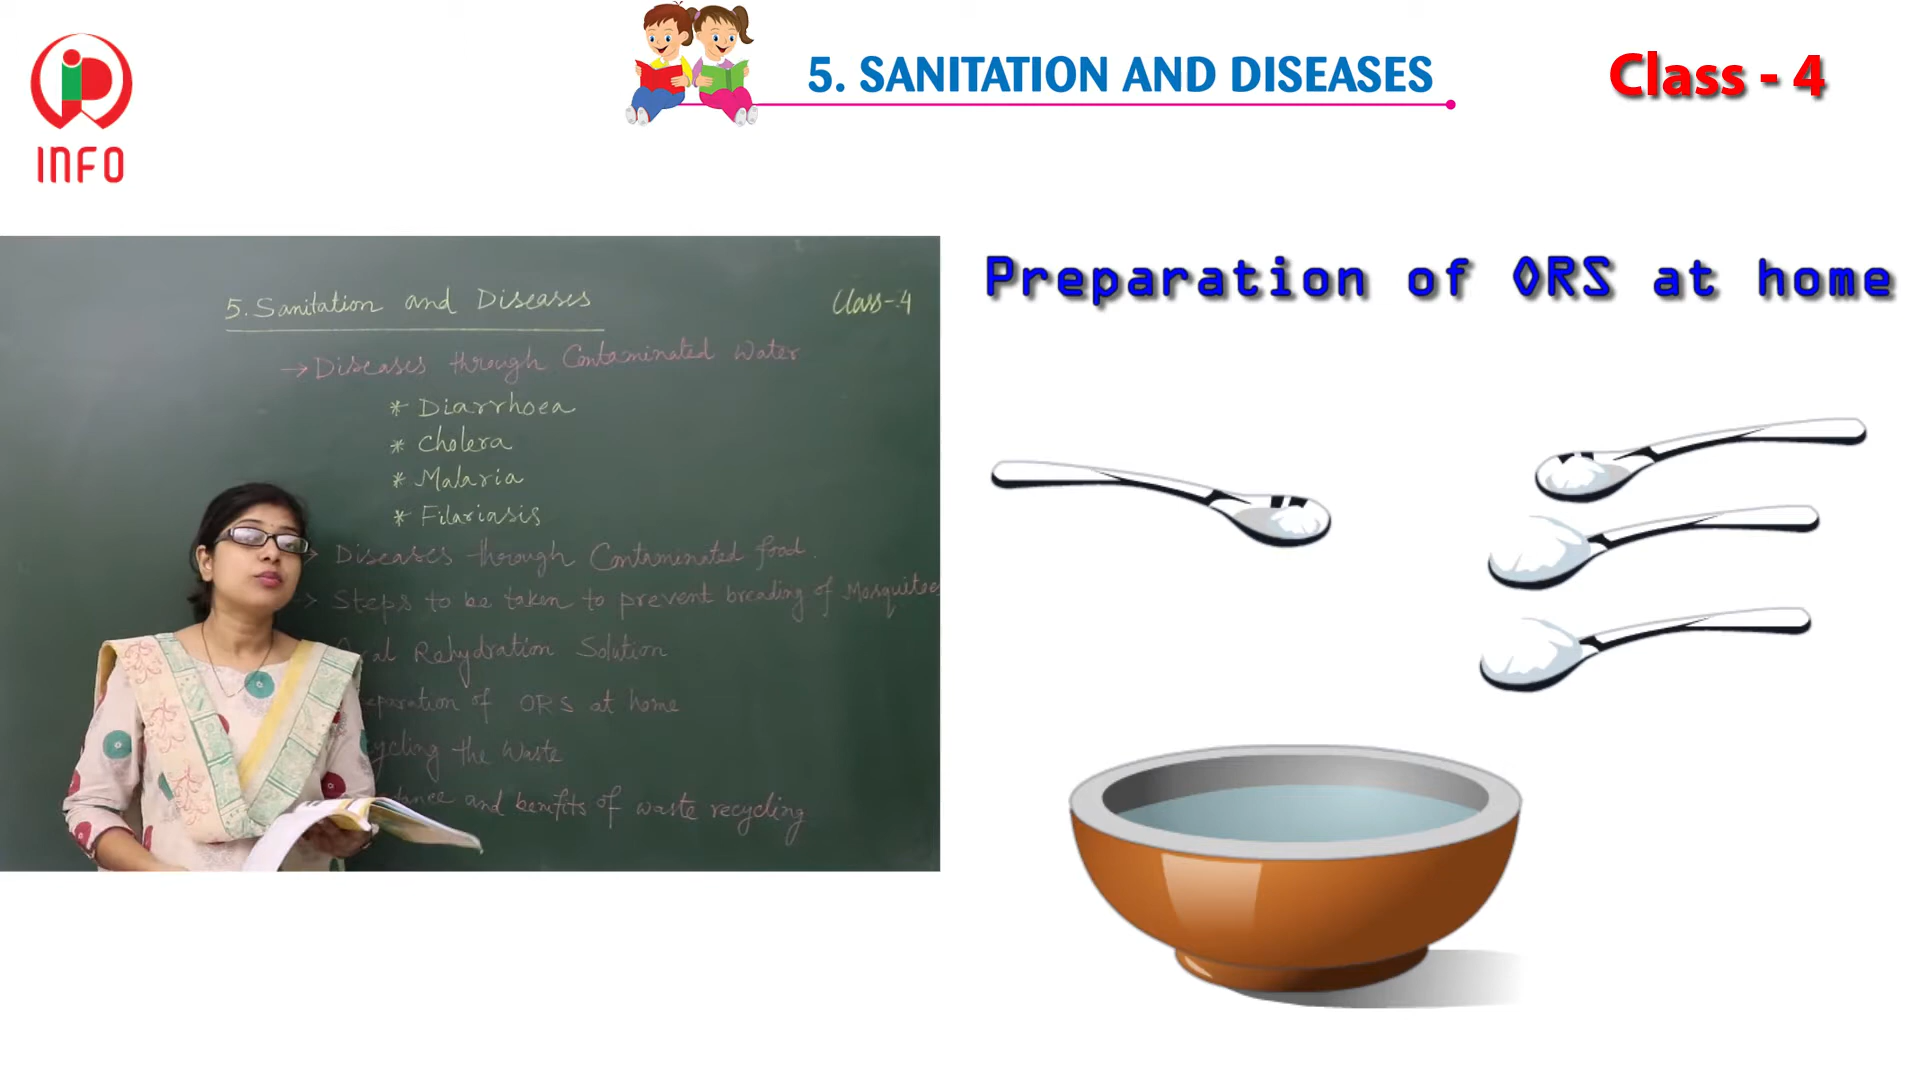 INFO
5. SANITATION AND DISEASES
Class - 4
5. Sanitation and Diseases
Class-4
→ Diseases through Contaminated Water
* Diarrhoea
* Cholera
* Malaria
* Filariasis
Diseases through Contaminated food.
Steps to be taken to prevent breading of Mosquitoes
Rehydration Solution
of ORS at home
the Waste
and benifits of waste recycling
Preparation of ORS at home